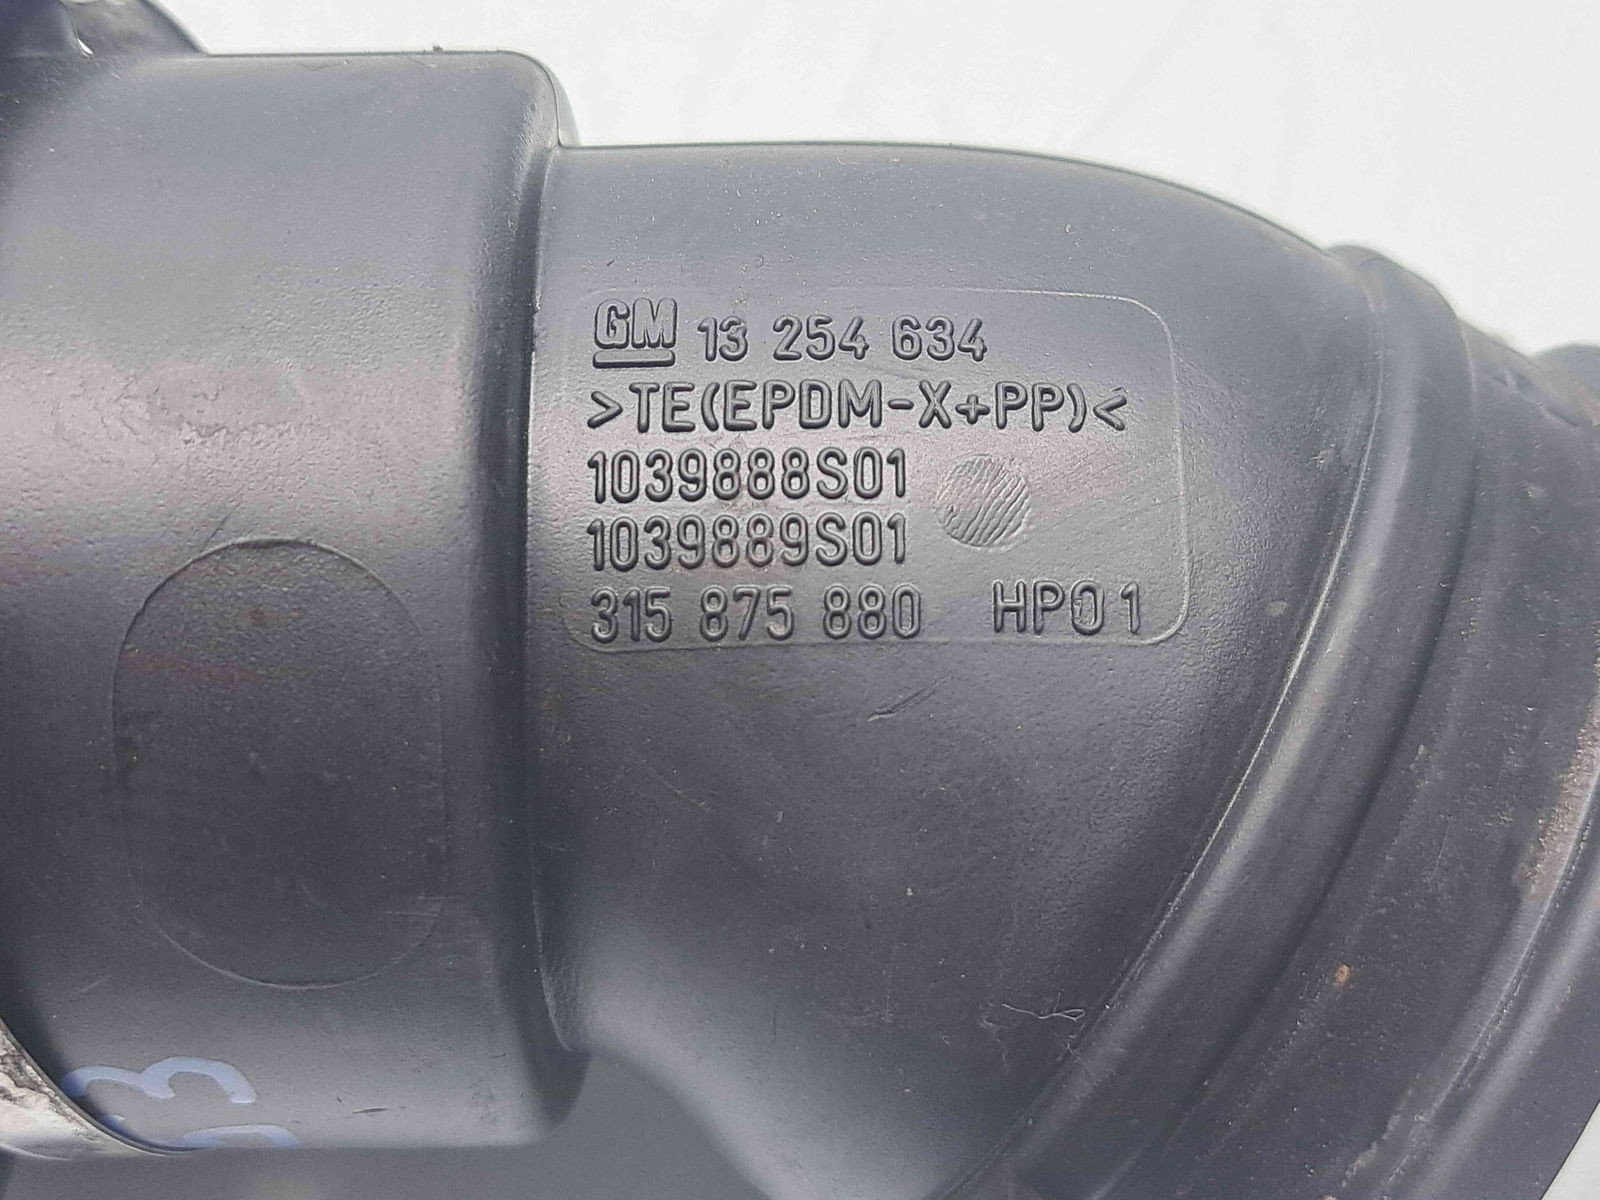 GM 13 254 634
>TE(EPDM-X+PP)<
1039888S01
1039889S01
315 875 880 HP01